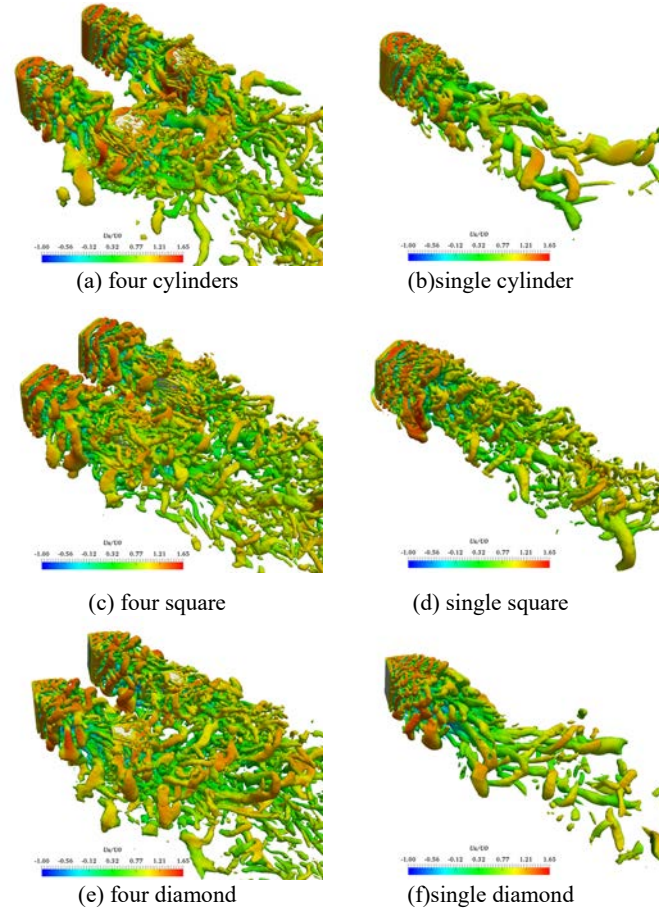 Ux/U0
-1.00 -0.56 -0.12 0.32 0.77 1.21 1.65
Ux/U0
-1.00 -0.56 -0.12 0.32 0.77 1.21 1.65
(a) four cylinders
(b)single cylinder
Ux/U0
-1.00 -0.56 -0.12 0.32 0.77 1.21 1.65
Ux/U0
-1.00 -0.56 -0.12 0.32 0.77 1.21 1.65
(c) four square
(d) single square
Ux/U0
-1.00 -0.56 -0.12 0.32 0.77 1.21 1.65
Ux/U0
-1.00 -0.56 -0.12 0.32 0.77 1.21 1.65
(e) four diamond
(f)single diamond